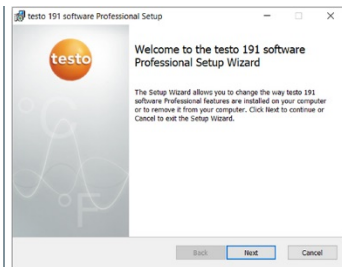 testo 191 software Professional Setup
testo
Welcome to the testo 191 software
Professional Setup Wizard
The Setup Wizard allows you to change the way testo 191
software Professional features are installed on your computer
or to remove it from your computer. Click Next to continue or
Cancel to exit the Setup Wizard.
°C
°F
Back Next Cancel